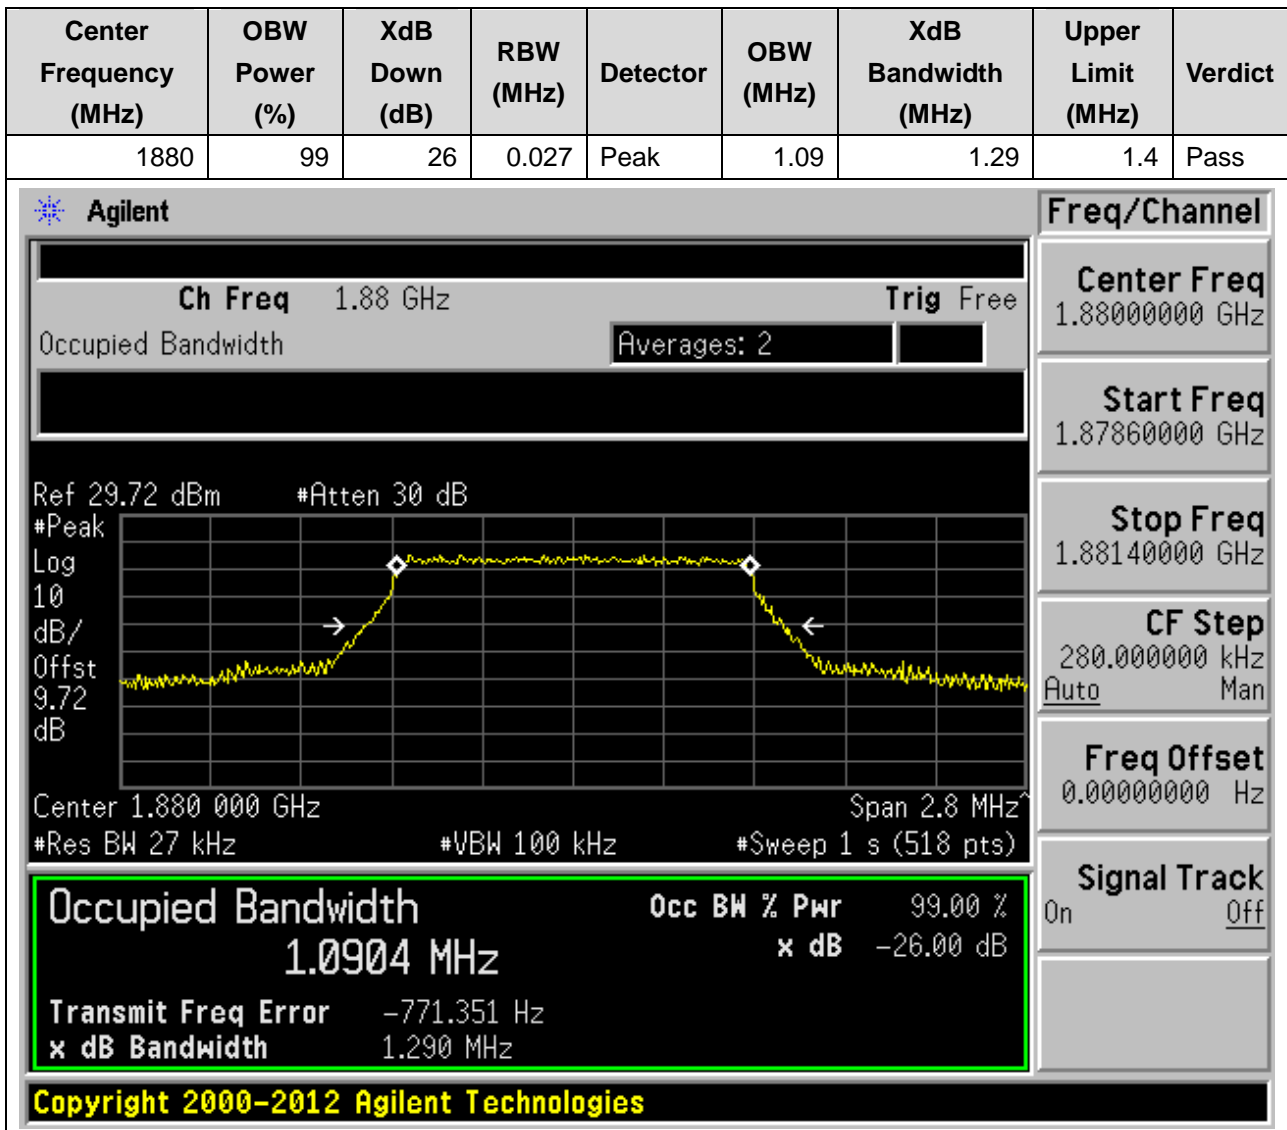 Center Frequency (MHz) OBW Power (%) XdB Down (dB) RBW (MHz) Detector OBW (MHz) XdB Bandwidth (MHz) Upper Limit (MHz) Verdict
1880 99 26 0.027 Peak 1.09 1.29 1.4 Pass
Agilent
Freq/Channel
Ch Freq 1.88 GHz Trig Free
Occupied Bandwidth Averages: 2
Center Freq
1.88000000 GHz
Start Freq
1.87860000 GHz
Stop Freq
1.88140000 GHz
CF Step
280.000000 kHz
Auto Man
Freq Offset
0.00000000 Hz
Signal Track
On Off
Ref 29.72 dBm #Atten 30 dB
#Peak
Log
10
dB/
Offst
9.72
dB
Center 1.880 000 GHz Span 2.8 MHz^
#Res BW 27 kHz #VBW 100 kHz #Sweep 1 s (518 pts)
Occupied Bandwidth Occ BW % Pwr 99.00 %
1.0904 MHz x dB -26.00 dB
Transmit Freq Error -771.351 Hz
x dB Bandwidth 1.290 MHz
Copyright 2000-2012 Agilent Technologies